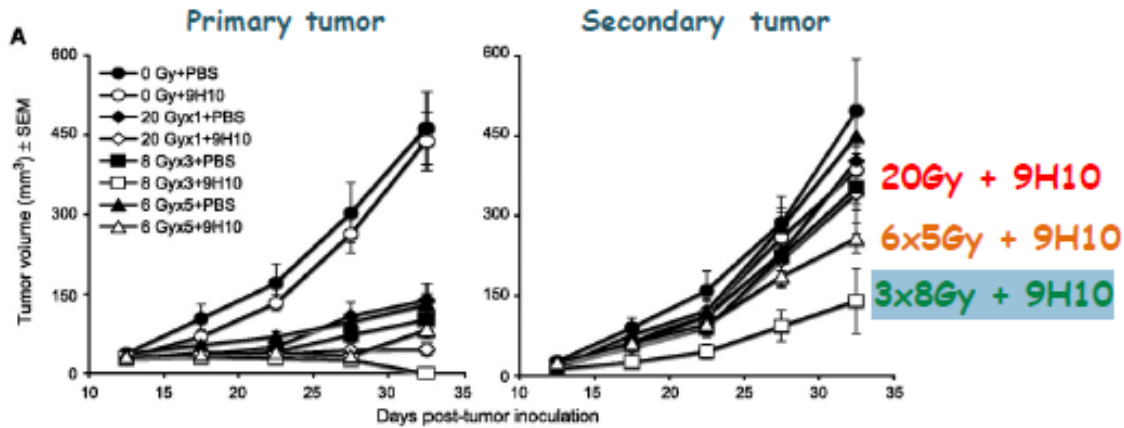 Primary tumor
Secondary tumor
A
600
450
300
150
0
Tumor volume (mm³) ± SEM
0 Gy+PBS
0 Gy+9H10
20 Gyx1+PBS
20 Gyx1+9H10
8 Gyx3+PBS
8 Gyx3+9H10
6 Gyx5+PBS
6 Gyx5+9H10
10 15 20 25 30 35
600
450
300
150
0
10 15 20 25 30 35
Days post-tumor inoculation
20Gy + 9H10
6x5Gy + 9H10
3x8Gy + 9H10